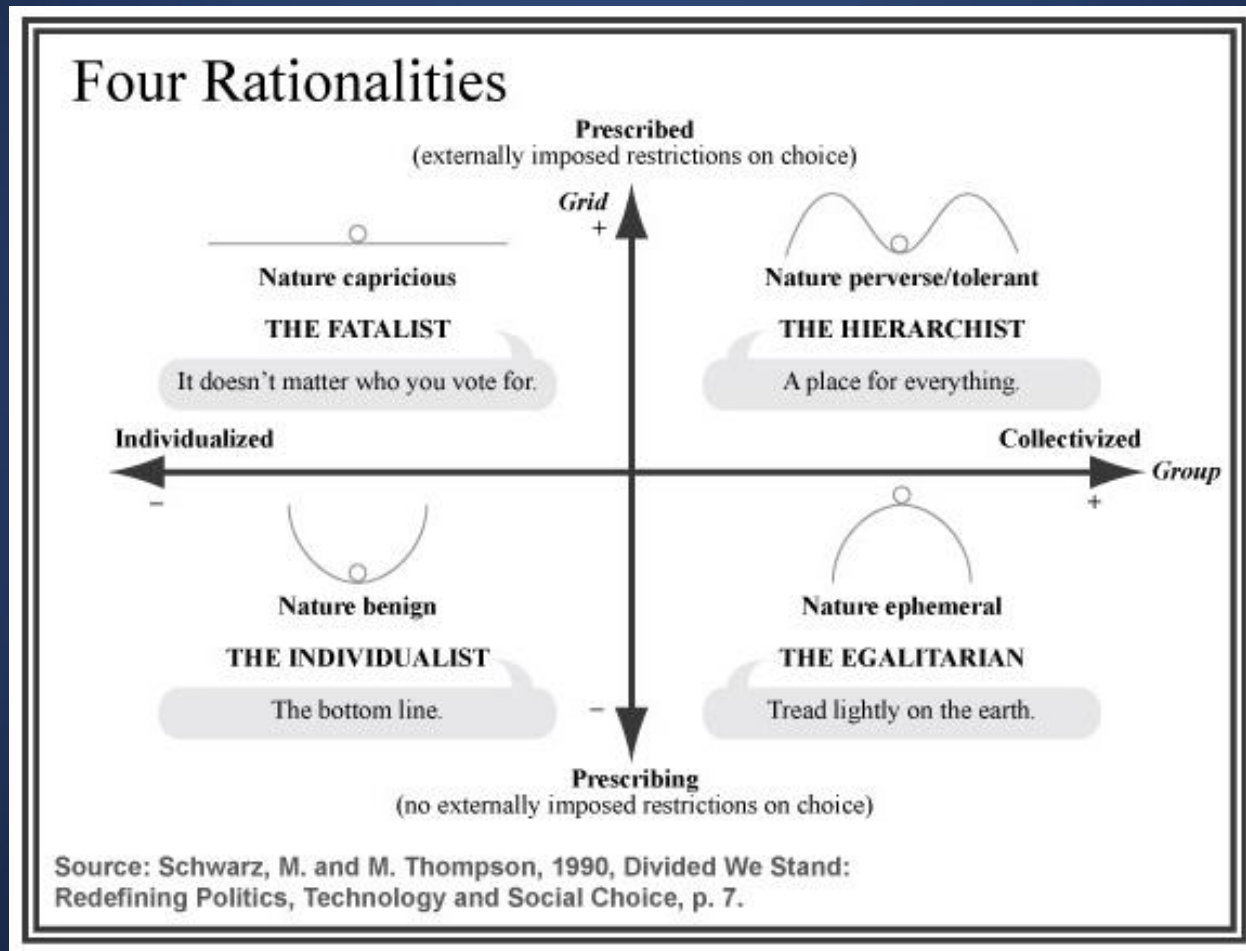 Four Rationalities
Prescribed
(externally imposed restrictions on choice)
Grid
+
Nature capricious
THE FATALIST
It doesn't matter who you vote for.
Nature perverse/tolerant
THE HIERARCHIST
A place for everything.
Individualized
−
Collectivized
Group
+
Nature benign
THE INDIVIDUALIST
The bottom line.
Nature ephemeral
THE EGALITARIAN
Tread lightly on the earth.
−
Prescribing
(no externally imposed restrictions on choice)
Source: Schwarz, M. and M. Thompson, 1990, Divided We Stand:
Redefining Politics, Technology and Social Choice, p. 7.